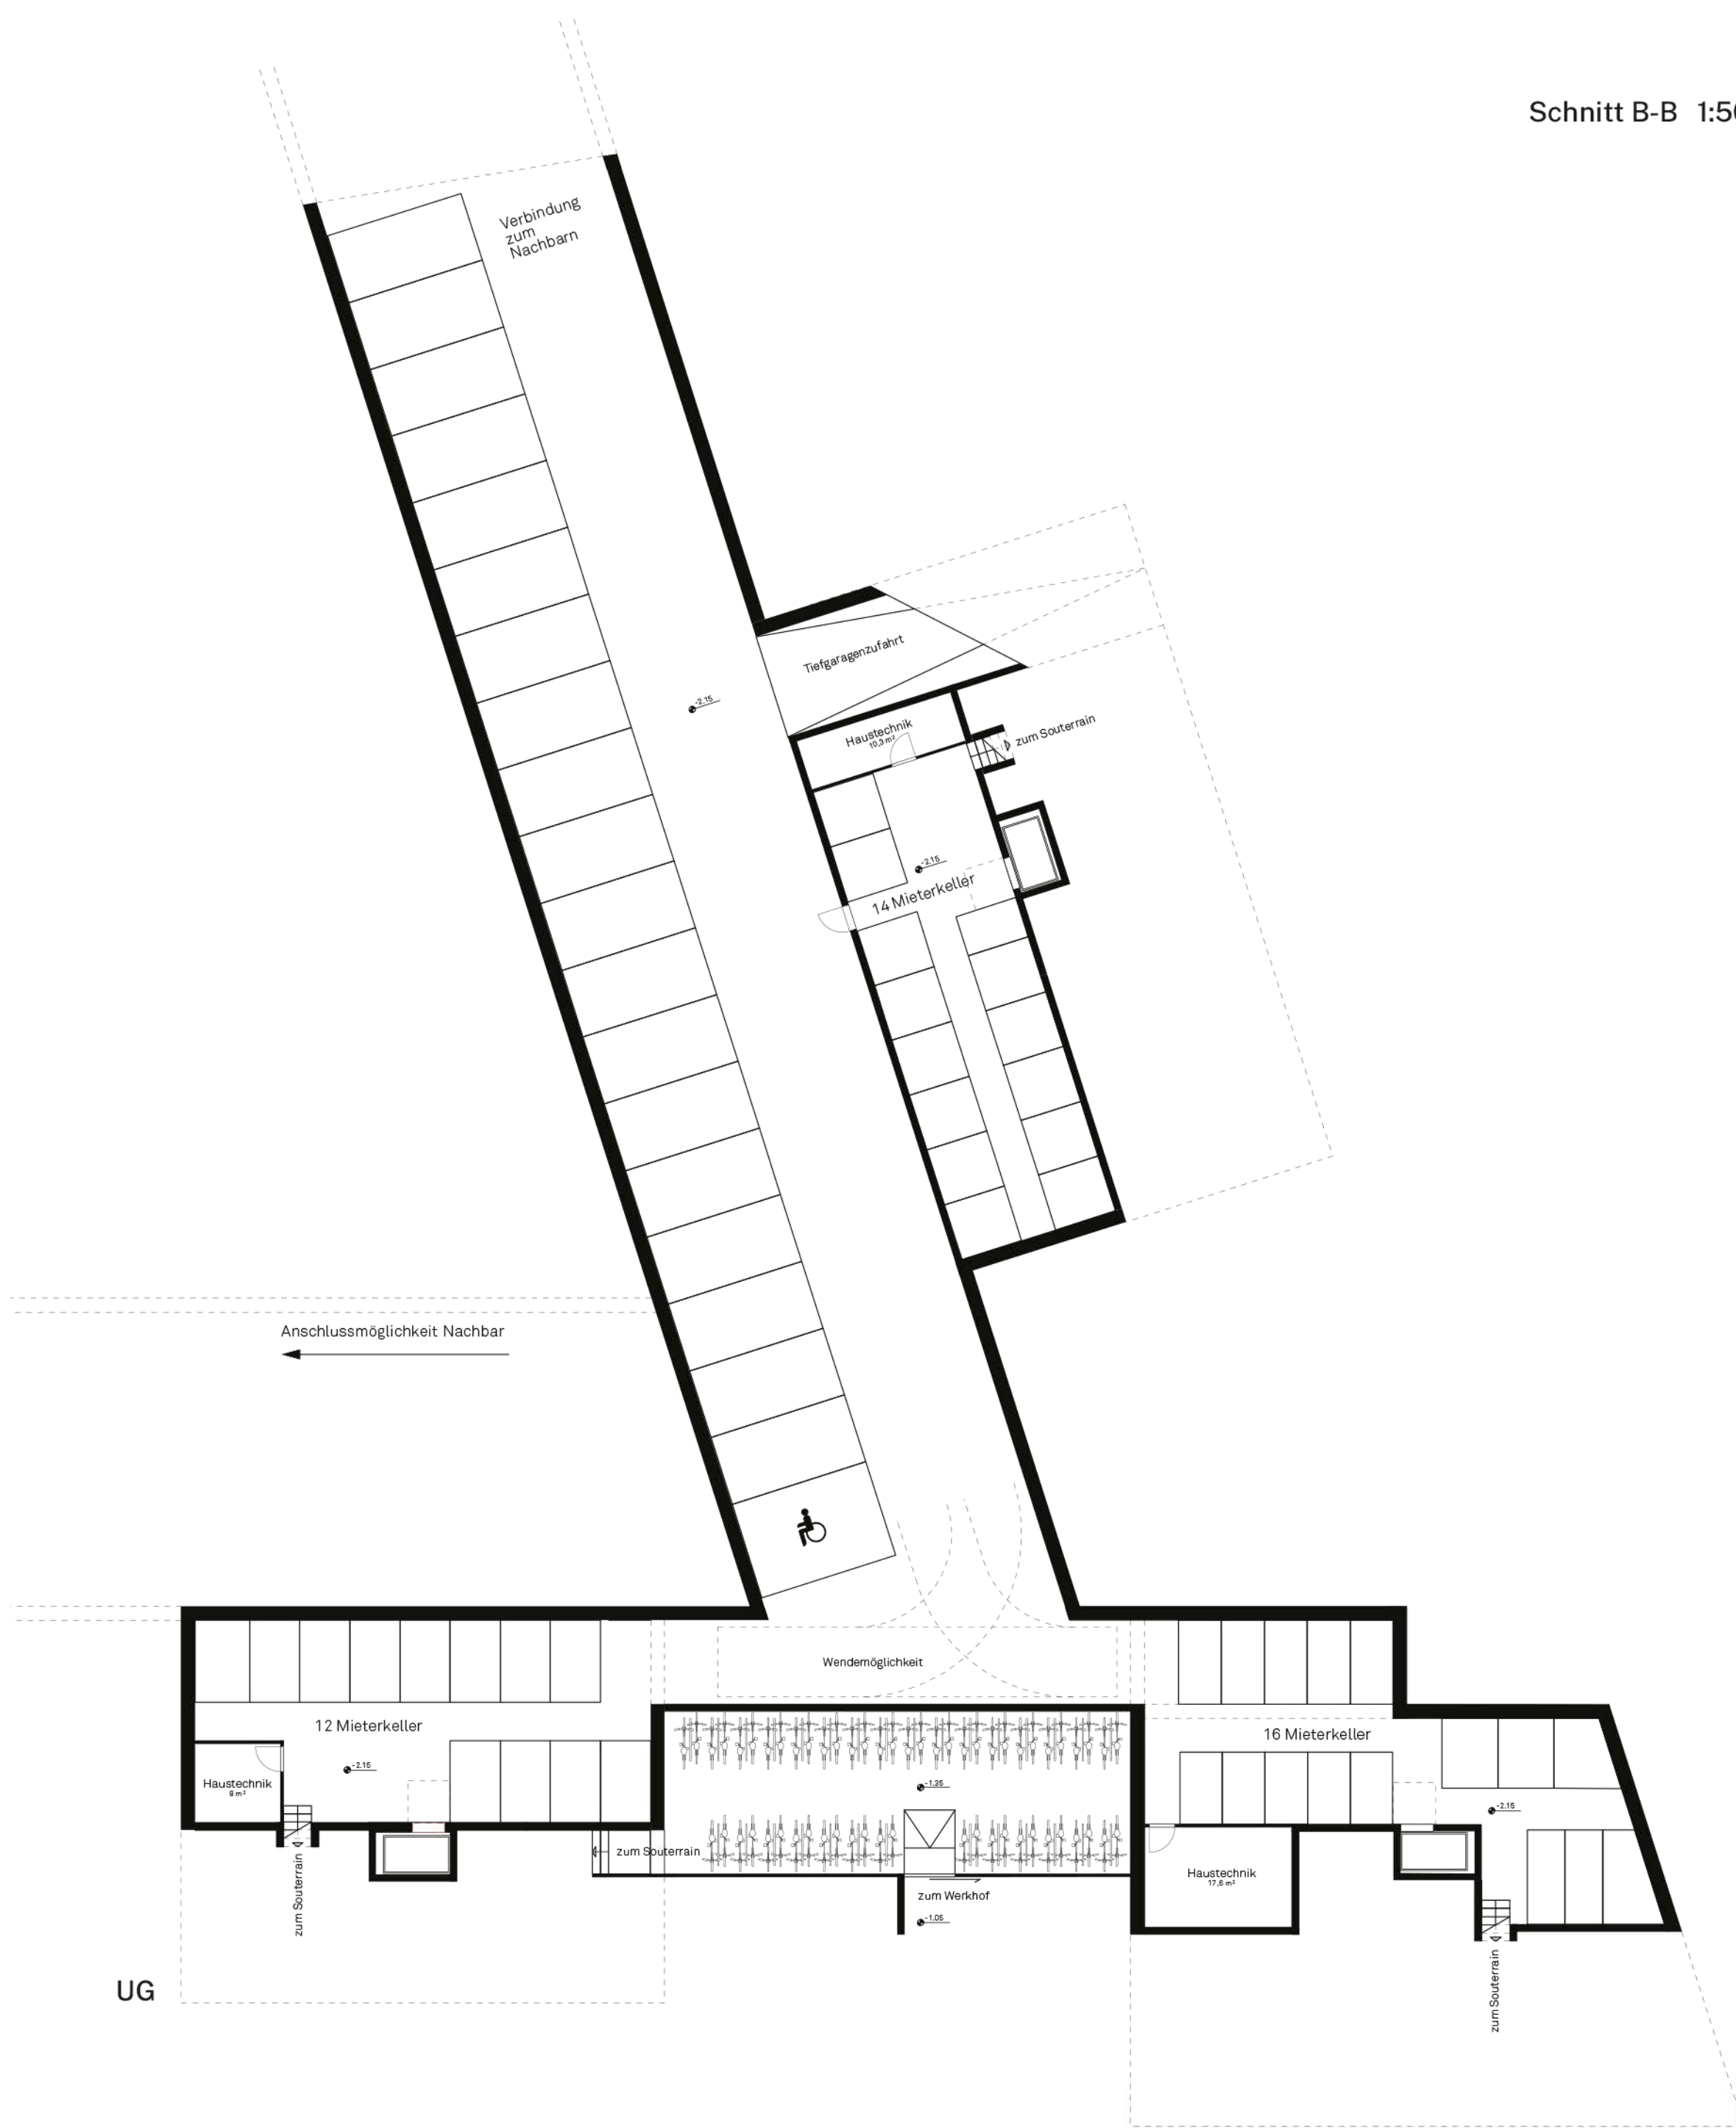 Schnitt B-B 1:50
Verbindung
zum
Nachbarn
Tiefgaragenzufahrt
-2.15
Haustechnik
10,3 m²
zum Souterrain
-2.15
14 Mieterkeller
Anschlussmöglichkeit Nachbar
Wendemöglichkeit
12 Mieterkeller
16 Mieterkeller
-2.15
Haustechnik
9 m²
-1.35
-2.15
zum Souterrain
zum Souterrain
Haustechnik
17,6 m²
zum Werkhof
-1.05
zum Souterrain
UG